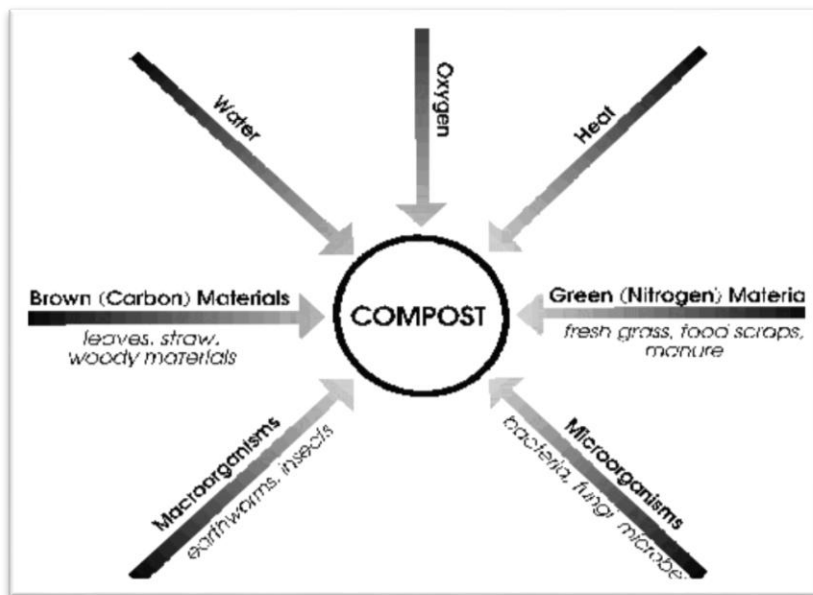 Water
Oxygen
Heat
Brown (Carbon) Materials
leaves, straw,
woody materials
COMPOST
Green (Nitrogen) Materia
fresh grass, food scraps,
manure
Macroorganisms
earthworms, insects
Microorganisms
bacteria, fungi, microbe